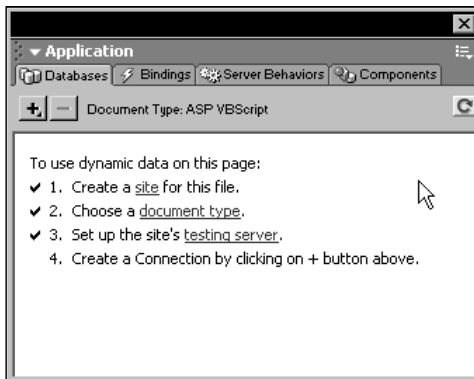 Application
Databases Bindings Server Behaviors Components
Document Type: ASP VBScript
To use dynamic data on this page:
✔ 1. Create a site for this file.
✔ 2. Choose a document type.
✔ 3. Set up the site's testing server.
4. Create a Connection by clicking on + button above.